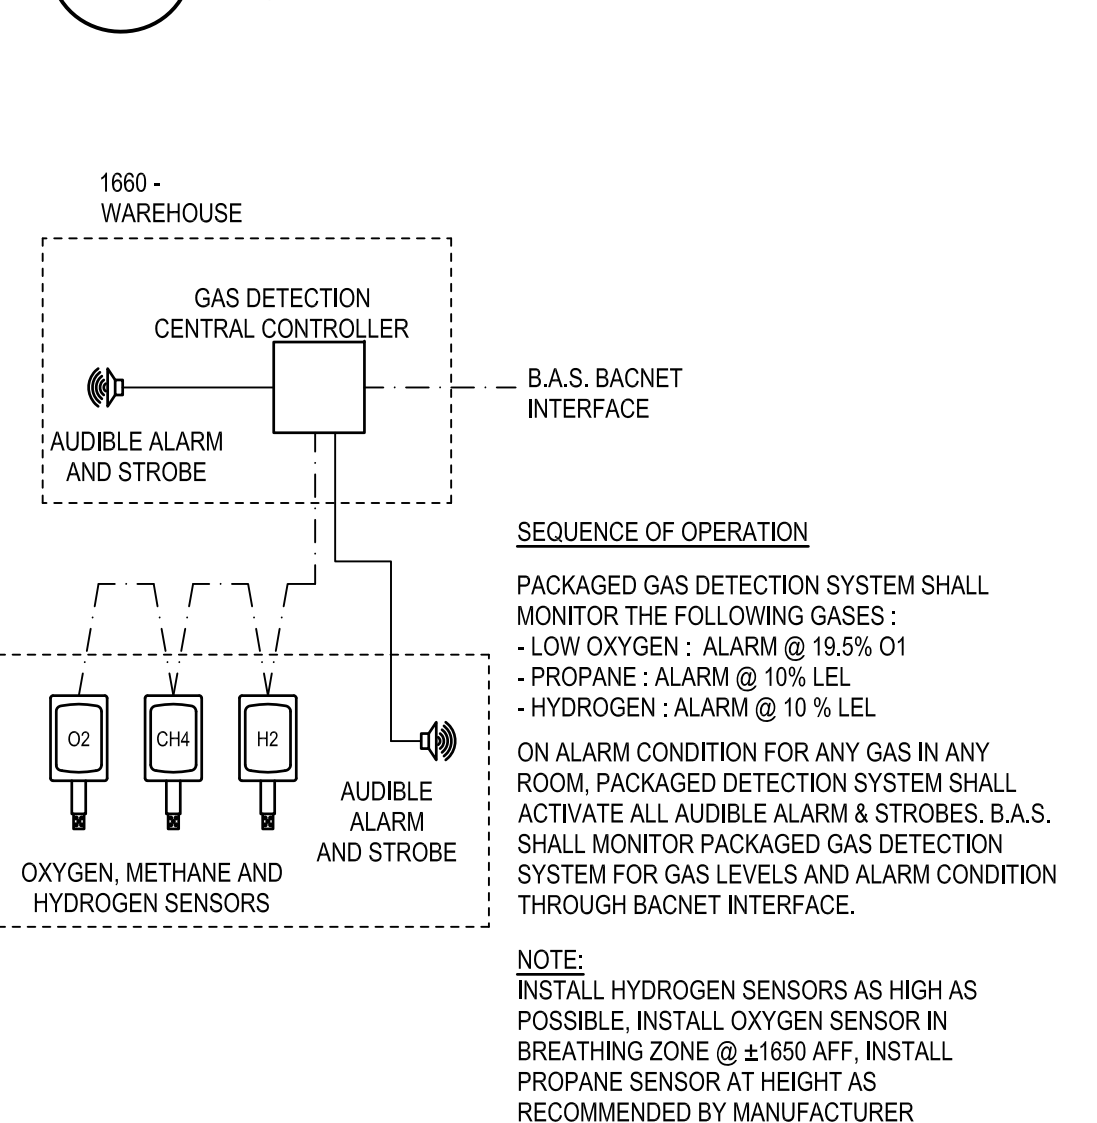 1660 -
WAREHOUSE
GAS DETECTION
CENTRAL CONTROLLER
B.A.S. BACNET
INTERFACE
AUDIBLE ALARM
AND STROBE
O2
CH4
H2
AUDIBLE
ALARM
AND STROBE
OXYGEN, METHANE AND
HYDROGEN SENSORS
SEQUENCE OF OPERATION
PACKAGED GAS DETECTION SYSTEM SHALL
MONITOR THE FOLLOWING GASES :
- LOW OXYGEN : ALARM @ 19.5% O1
- PROPANE : ALARM @ 10% LEL
- HYDROGEN : ALARM @ 10 % LEL
ON ALARM CONDITION FOR ANY GAS IN ANY
ROOM, PACKAGED DETECTION SYSTEM SHALL
ACTIVATE ALL AUDIBLE ALARM & STROBES. B.A.S.
SHALL MONITOR PACKAGED GAS DETECTION
SYSTEM FOR GAS LEVELS AND ALARM CONDITION
THROUGH BACNET INTERFACE.
NOTE:
INSTALL HYDROGEN SENSORS AS HIGH AS
POSSIBLE, INSTALL OXYGEN SENSOR IN
BREATHING ZONE @ ±1650 AFF, INSTALL
PROPANE SENSOR AT HEIGHT AS
RECOMMENDED BY MANUFACTURER